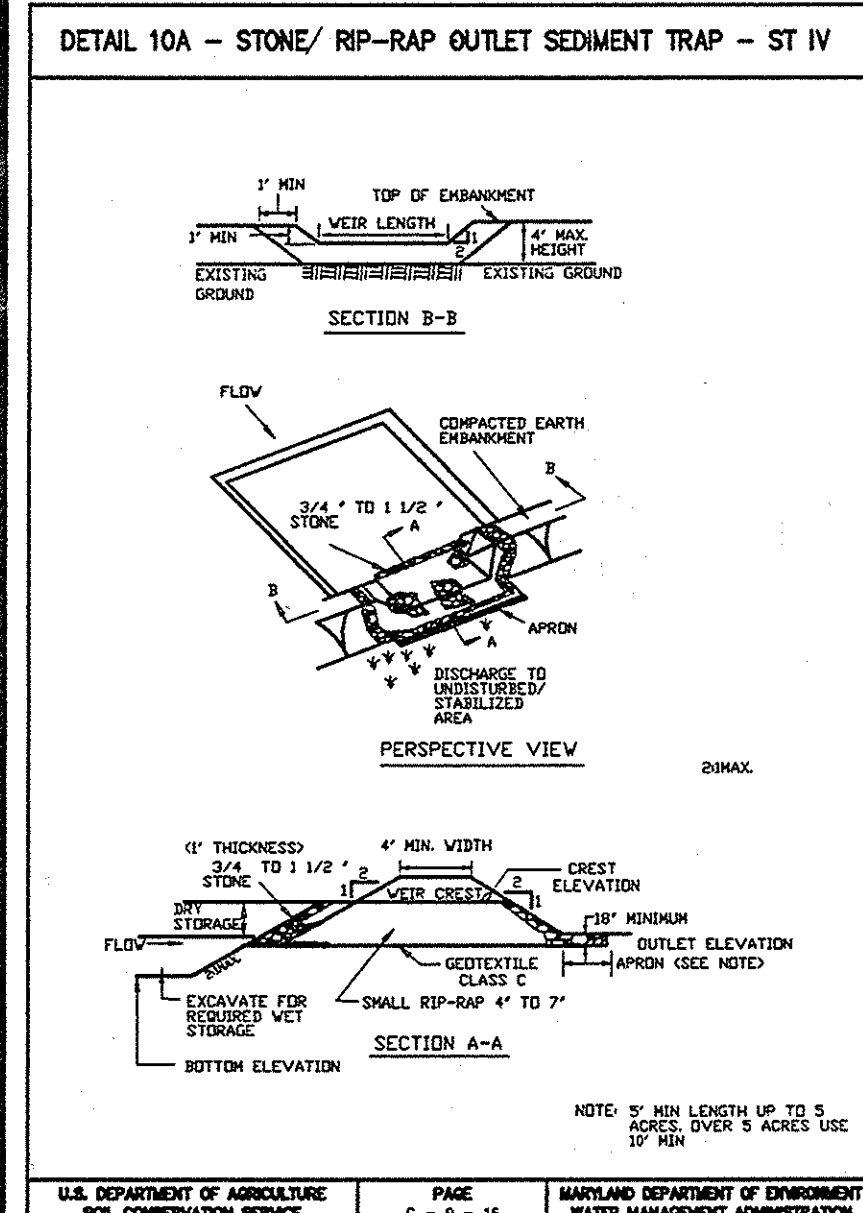 DETAIL 10A - STONE/ RIP-RAP OUTLET SEDIMENT TRAP - ST IV
1' MIN
TOP OF EMBANKMENT
WEIR LENGTH
1' MIN
1
2
4' MAX.
HEIGHT
EXISTING
GROUND
EXISTING GROUND
SECTION B-B
FLOW
COMPACTED EARTH
EMBANKMENT
B
3/4 ' TO 1 1/2 '
STONE
A
B
APRON
A
DISCHARGE TO
UNDISTURBED/
STABILIZED
AREA
PERSPECTIVE VIEW
2:1MAX.
(1' THICKNESS)
3/4 TO 1 1/2 '
STONE
4' MIN. WIDTH
2
1
WEIR CREST
2
1
CREST
ELEVATION
DRY
STORAGE
18" MINIMUM
FLOW
OUTLET ELEVATION
2:1MAX
GEOTEXTILE
CLASS C
APRON (SEE NOTE)
EXCAVATE FOR
REQUIRED WET
STORAGE
SMALL RIP-RAP 4' TO 7'
SECTION A-A
BOTTOM ELEVATION
NOTE: 5' MIN LENGTH UP TO 5
ACRES. OVER 5 ACRES USE
10' MIN
U.S. DEPARTMENT OF AGRICULTURE
SOIL CONSERVATION SERVICE
PAGE
C - 9 - 15
MARYLAND DEPARTMENT OF ENVIRONMENT
WATER MANAGEMENT ADMINISTRATION